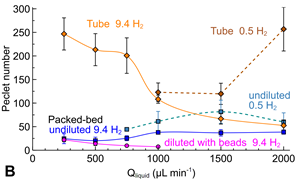 300
250
200
150
100
50
0
Peclet number
Tube 9.4 H₂
Tube 0.5 H₂
undiluted
0.5 H₂
Packed-bed
undiluted 9.4 H₂
diluted with beads 9.4 H₂
0 500 1000 1500 2000
B
Qliquid (µL min⁻¹)